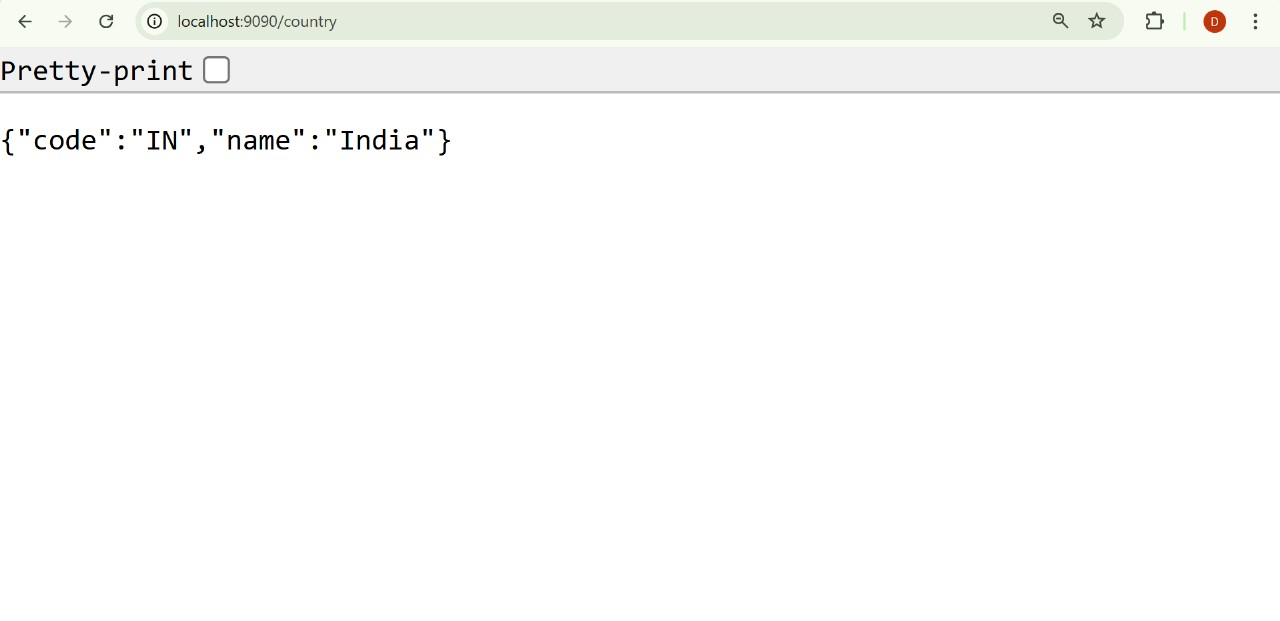 localhost:9090/country
D
Pretty-print
{"code":"IN","name":"India"}